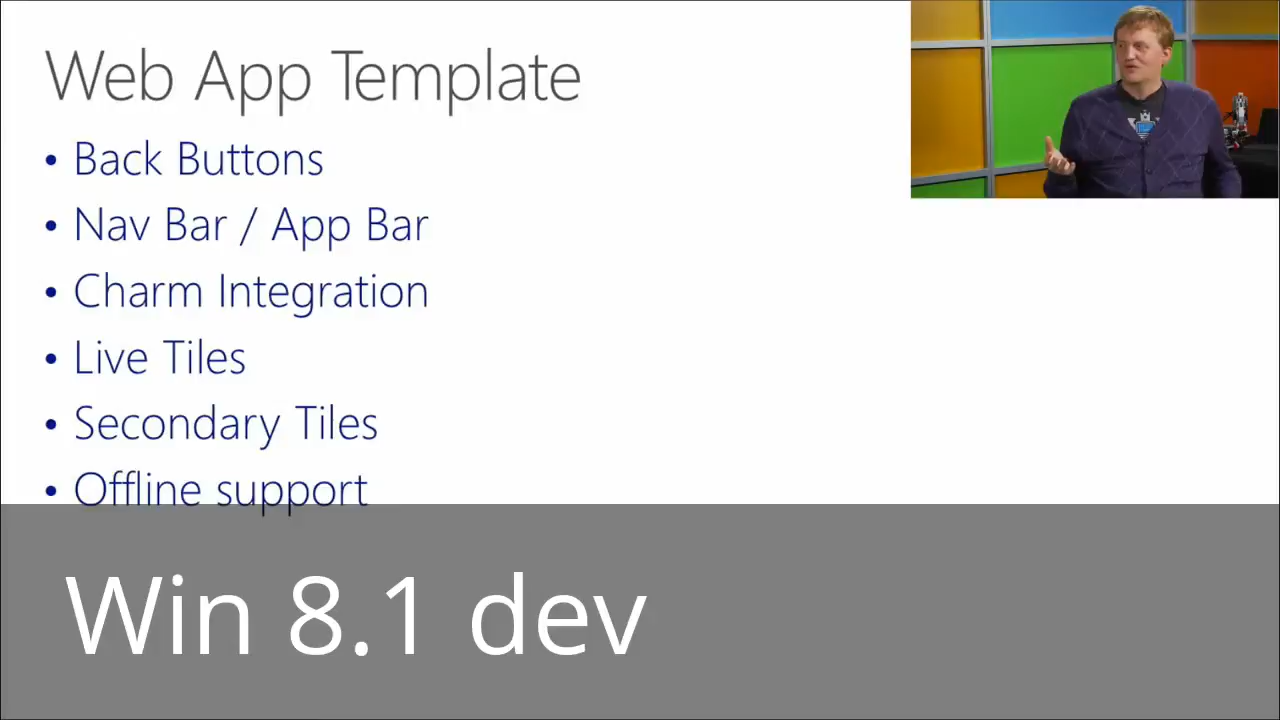 Web App Template
• Back Buttons
• Nav Bar / App Bar
• Charm Integration
• Live Tiles
• Secondary Tiles
• Offline support
Win 8.1 dev